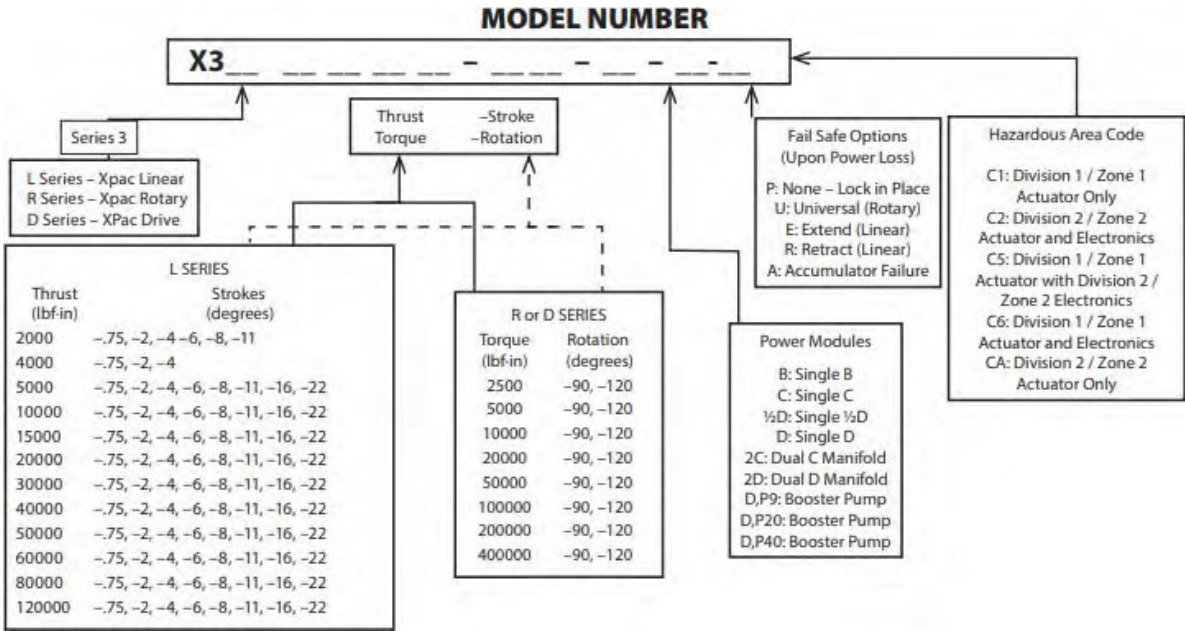 MODEL NUMBER
X3__ __ __ __ __ – __ __ – __ – __-__
Series 3
L Series – Xpac Linear
R Series – Xpac Rotary
D Series – XPac Drive
Thrust –Stroke
Torque –Rotation
L SERIES
Thrust Strokes
(lbf-in) (degrees)
2000 –.75, –2, –4 –6, –8, –11
4000 –.75, –2, –4
5000 –.75, –2, –4, –6, –8, –11, –16, –22
10000 –.75, –2, –4, –6, –8, –11, –16, –22
15000 –.75, –2, –4, –6, –8, –11, –16, –22
20000 –.75, –2, –4, –6, –8, –11, –16, –22
30000 –.75, –2, –4, –6, –8, –11, –16, –22
40000 –.75, –2, –4, –6, –8, –11, –16, –22
50000 –.75, –2, –4, –6, –8, –11, –16, –22
60000 –.75, –2, –4, –6, –8, –11, –16, –22
80000 –.75, –2, –4, –6, –8, –11, –16, –22
120000 –.75, –2, –4, –6, –8, –11, –16, –22
R or D SERIES
Torque Rotation
(lbf-in) (degrees)
2500 –90, –120
5000 –90, –120
10000 –90, –120
20000 –90, –120
50000 –90, –120
100000 –90, –120
200000 –90, –120
400000 –90, –120
Power Modules
B: Single B
C: Single C
½D: Single ½D
D: Single D
2C: Dual C Manifold
2D: Dual D Manifold
D,P9: Booster Pump
D,P20: Booster Pump
D,P40: Booster Pump
Fail Safe Options
(Upon Power Loss)
P: None – Lock in Place
U: Universal (Rotary)
E: Extend (Linear)
R: Retract (Linear)
A: Accumulator Failure
Hazardous Area Code
C1: Division 1 / Zone 1
Actuator Only
C2: Division 2 / Zone 2
Actuator and Electronics
C5: Division 1 / Zone 1
Actuator with Division 2 /
Zone 2 Electronics
C6: Division 1 / Zone 1
Actuator and Electronics
CA: Division 2 / Zone 2
Actuator Only